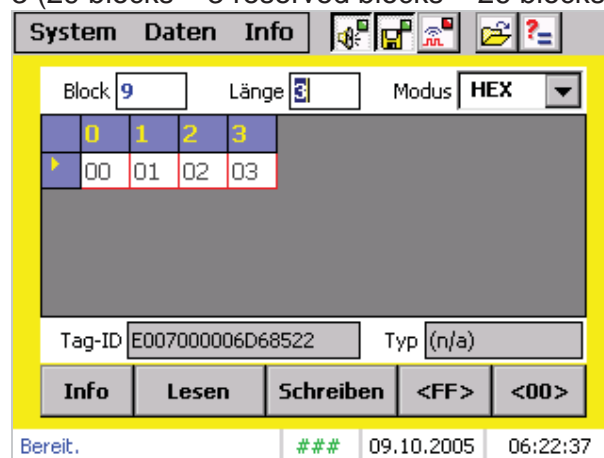 System Daten Info ?=
Block 9 Länge 3 Modus HEX
0 1 2 3
00 01 02 03
Tag-ID E007000006D68522 Typ (n/a)
Info Lesen Schreiben <FF> <00>
Bereit. ### 09.10.2005 06:22:37